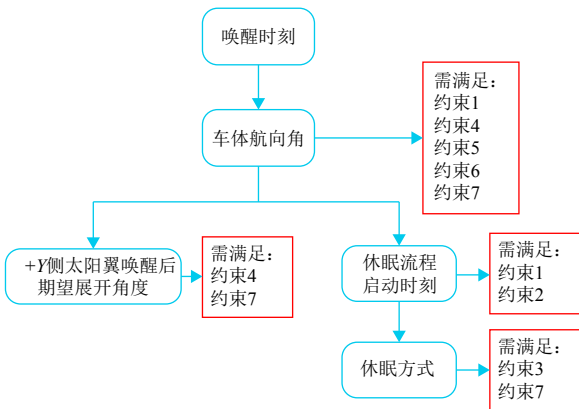 唤醒时刻
需满足：
约束1
约束4
约束5
约束6
约束7
车体航向角
+Y侧太阳翼唤醒后
期望展开角度
需满足：
约束4
约束7
休眠流程
启动时刻
需满足：
约束1
约束2
休眠方式
需满足：
约束3
约束7